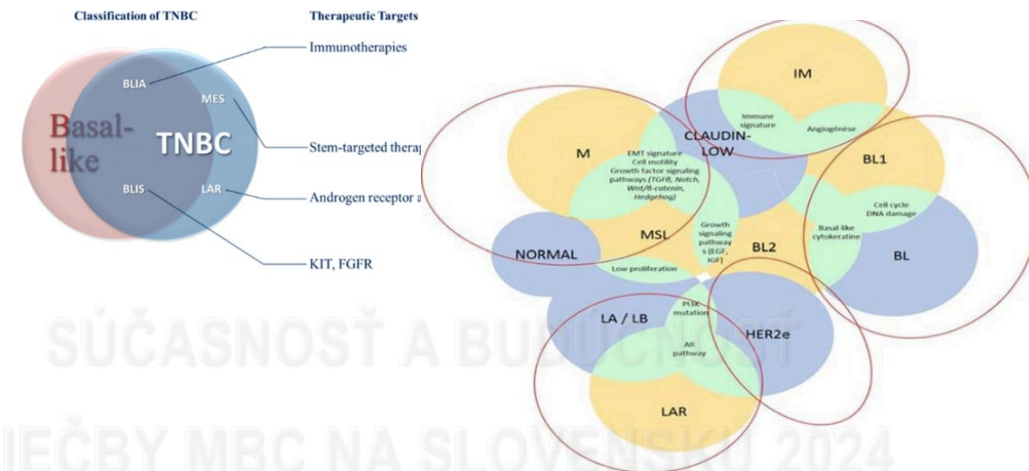 Classification of TNBC
Therapeutic Targets
Immunotherapies
BLIA
MES
Basal-
like
TNBC
Stem-targeted therap
BLIS
LAR
Androgen receptor a
KIT, FGFR
IM
Immune
signature
Angiogénèse
CLAUDIN-
LOW
M
EMT signature
Cell motility
Growth factor signaling
pathways (TGFß, Notch,
Wnt/ß-catenin,
Hedgehog)
BL1
Cell cycle
DNA damage
Basal-like
cytokeratine
BL
MSL
Growth
signaling
pathway
s (EGF,
IGF)
BL2
NORMAL
Low proliferation
LA / LB
PI3K
mutation
HER2e
AR
pathway
LAR
SÚČASNOSŤ A BUDÚCNOSŤ
IEČBY MBC NA SLOVENSKU 2024